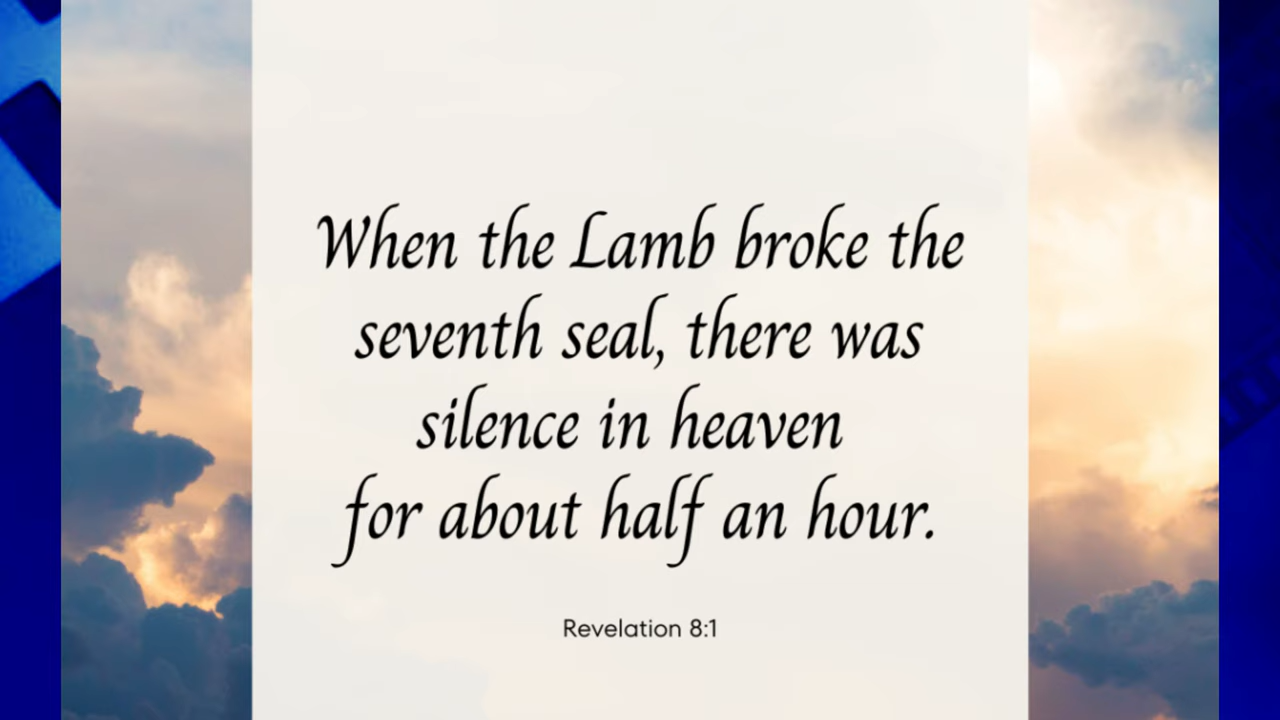 When the Lamb broke the
seventh seal, there was
silence in heaven
for about half an hour.
Revelation 8:1